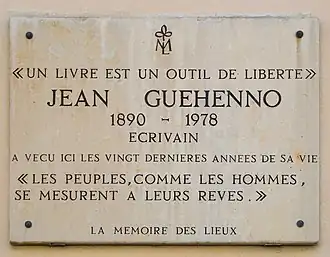 ML
« UN LIVRE EST UN OUTIL DE LIBERTE »
JEAN GUEHENNO
1890 - 1978
ECRIVAIN
A VECU ICI LES VINGT DERNIERES ANNEES DE SA VIE
« LES PEUPLES, COMME LES HOMMES,
SE MESURENT A LEURS REVES. »
LA MEMOIRE DES LIEUX